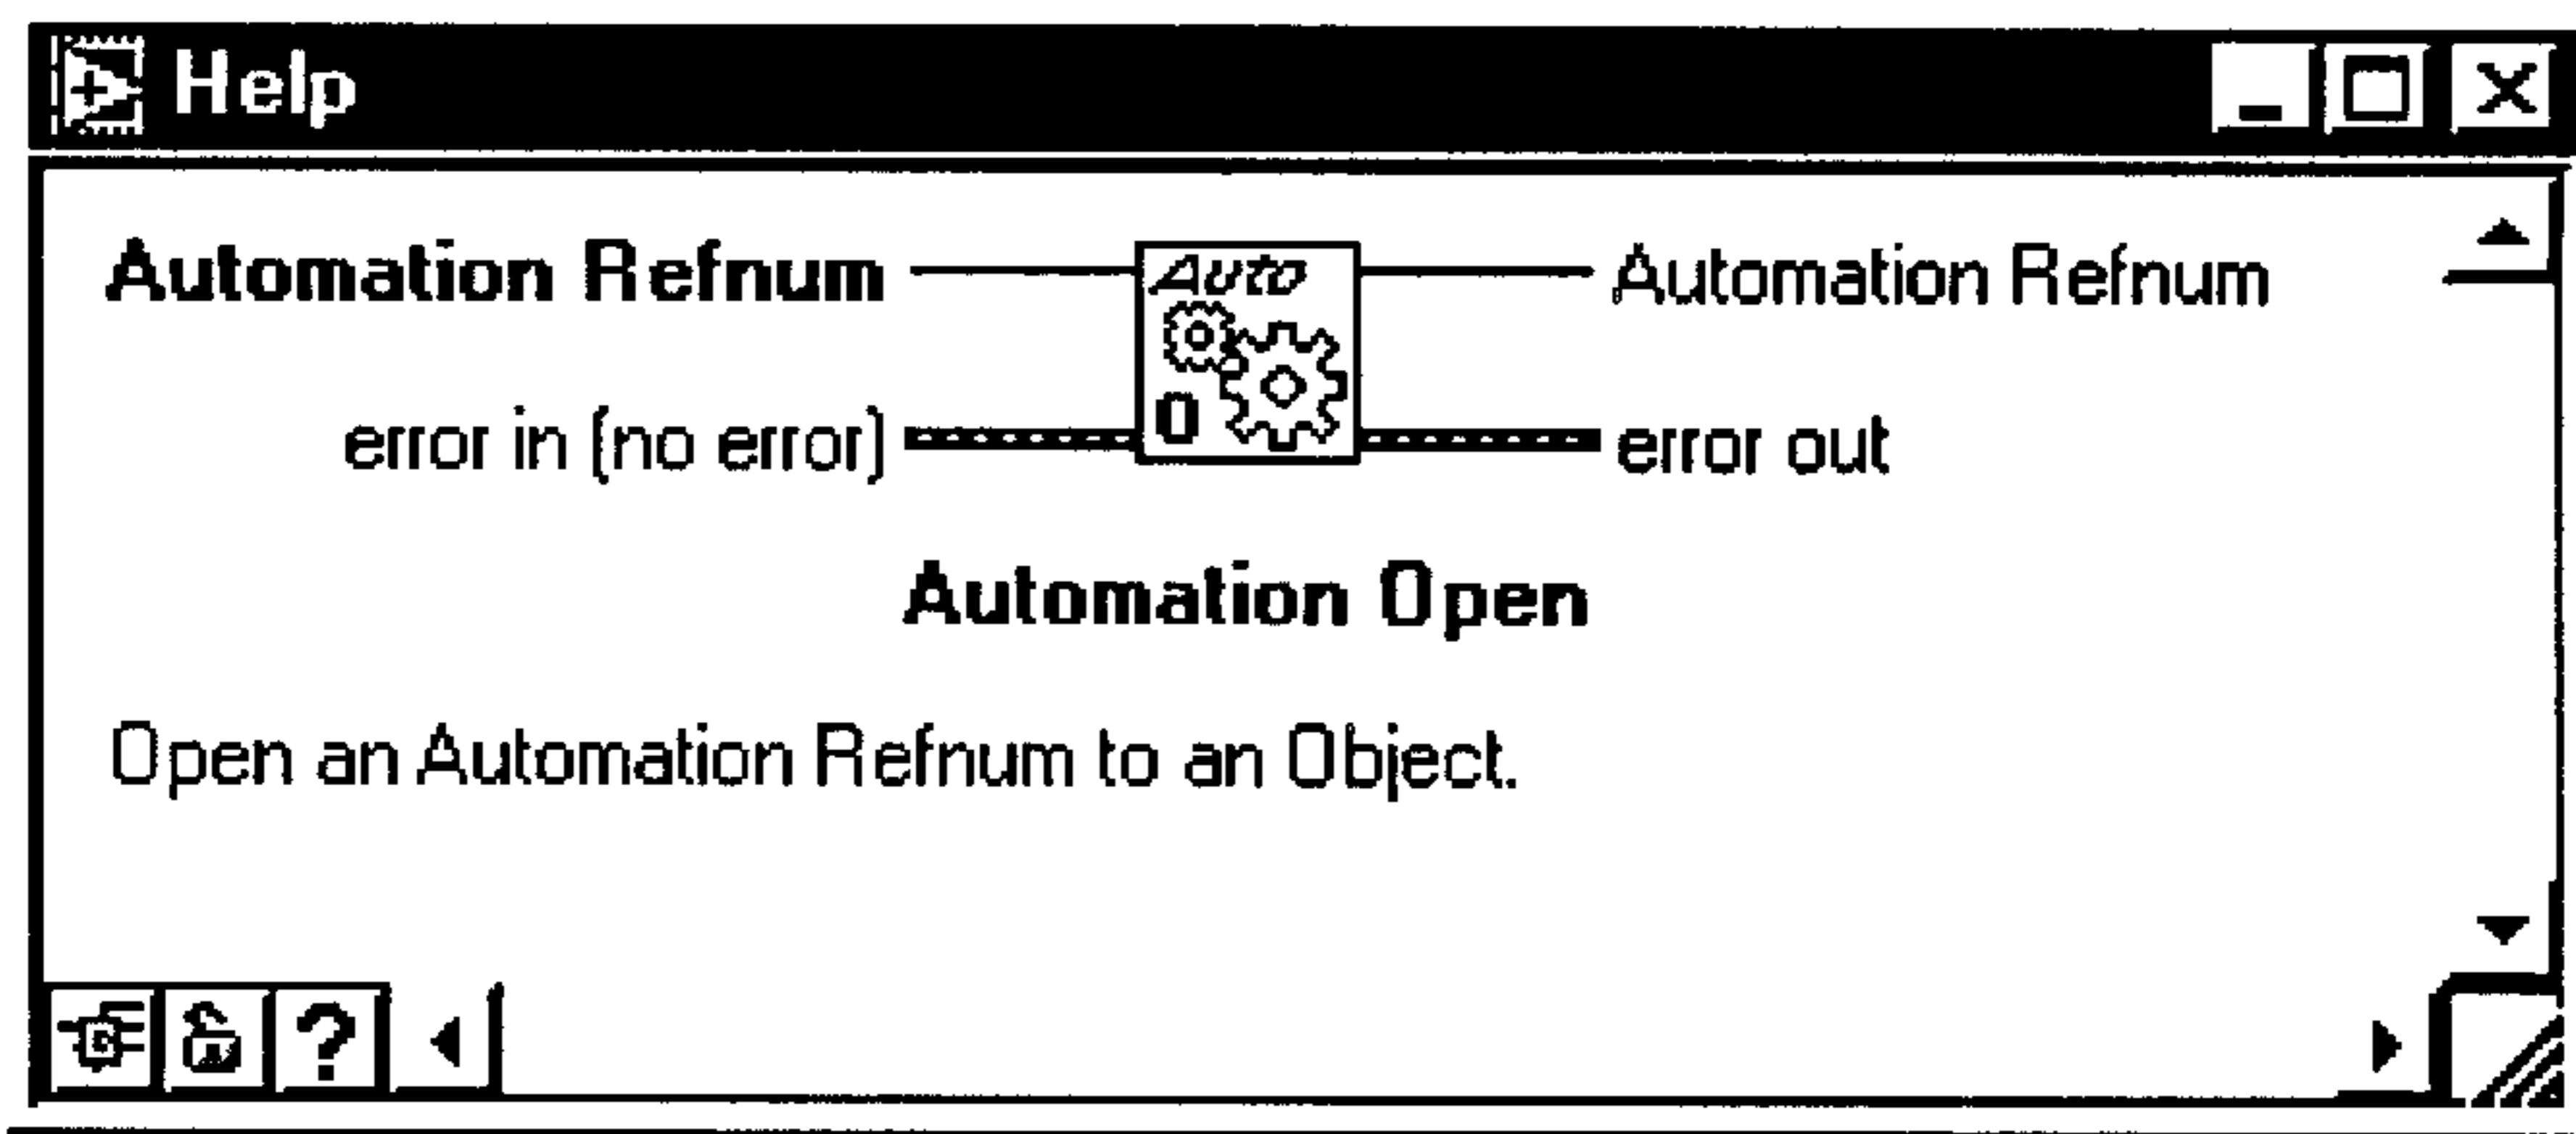 Help
Automation Refnum Auto Automation Refnum
error in (no error) O error out
Automation Open
Open an Automation Refnum to an Object.
?